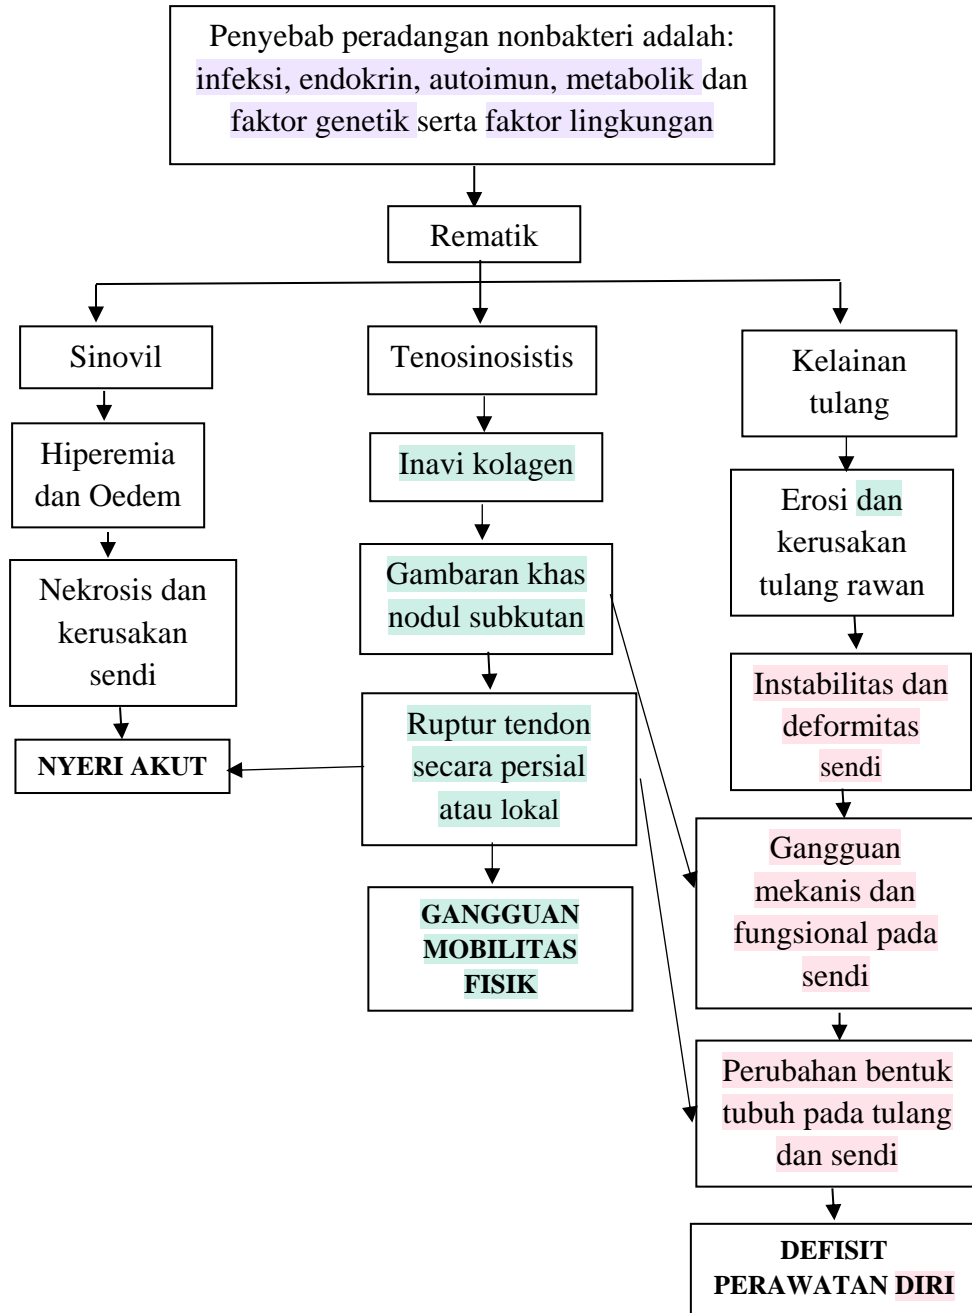 Penyebab peradangan nonbakteri adalah:
infeksi, endokrin, autoimun, metabolik dan
faktor genetik serta faktor lingkungan
Rematik
Sinovil
Hiperemia
dan Oedem
Nekrosis dan
kerusakan
sendi
NYERI AKUT
Tenosinosistis
Inavi kolagen
Gambaran khas
nodul subkutan
Ruptur tendon
secara persial
atau lokal
GANGGUAN
MOBILITAS
FISIK
Kelainan
tulang
Erosi dan
kerusakan
tulang rawan
Instabilitas dan
deformitas
sendi
Gangguan
mekanis dan
fungsional pada
sendi
Perubahan bentuk
tubuh pada tulang
dan sendi
DEFISIT
PERAWATAN DIRI